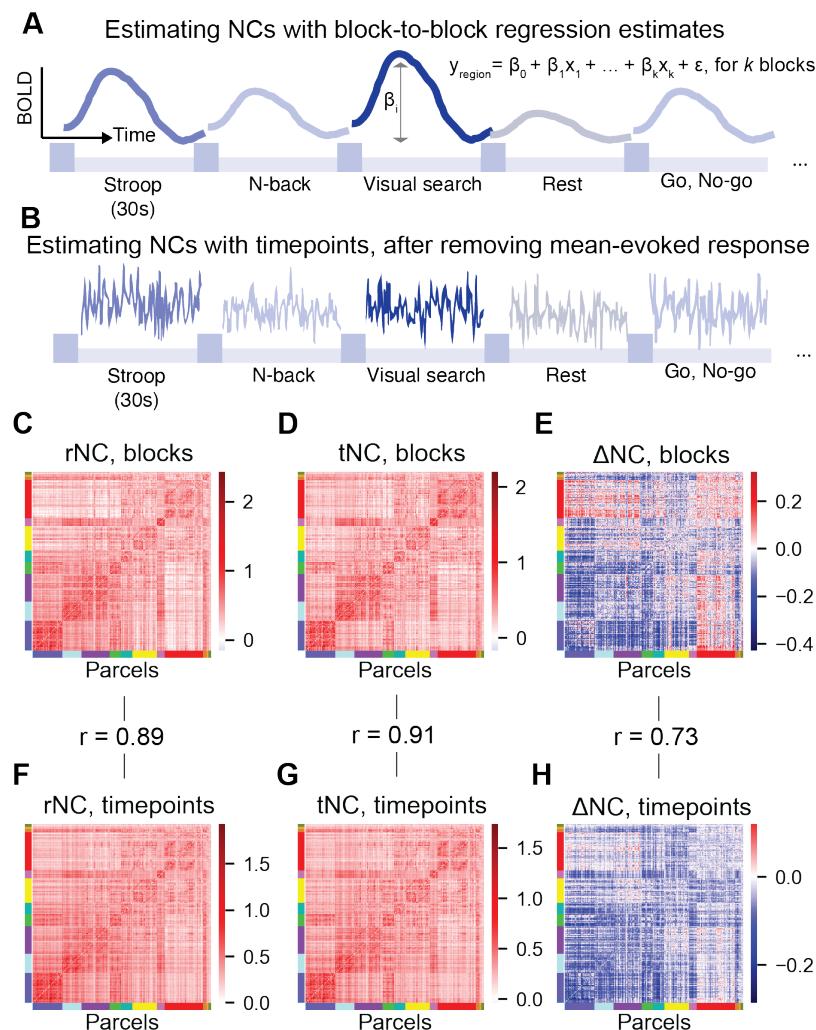 A
Estimating NCs with block-to-block regression estimates
y_region = β₀ + β₁x₁ + … + βₖxₖ + ε, for k blocks
BOLD
βᵢ
Time
Stroop
(30s)
N-back
Visual search
Rest
Go, No-go
...
B
Estimating NCs with timepoints, after removing mean-evoked response
Stroop
(30s)
N-back
Visual search
Rest
Go, No-go
...
C
rNC, blocks
2
1
0
Parcels
D
tNC, blocks
2
1
0
Parcels
E
ΔNC, blocks
0.2
0.0
−0.2
−0.4
Parcels
r = 0.89
r = 0.91
r = 0.73
F
rNC, timepoints
1.5
1.0
0.5
0.0
Parcels
G
tNC, timepoints
1.5
1.0
0.5
0.0
Parcels
H
ΔNC, timepoints
0.0
−0.2
Parcels